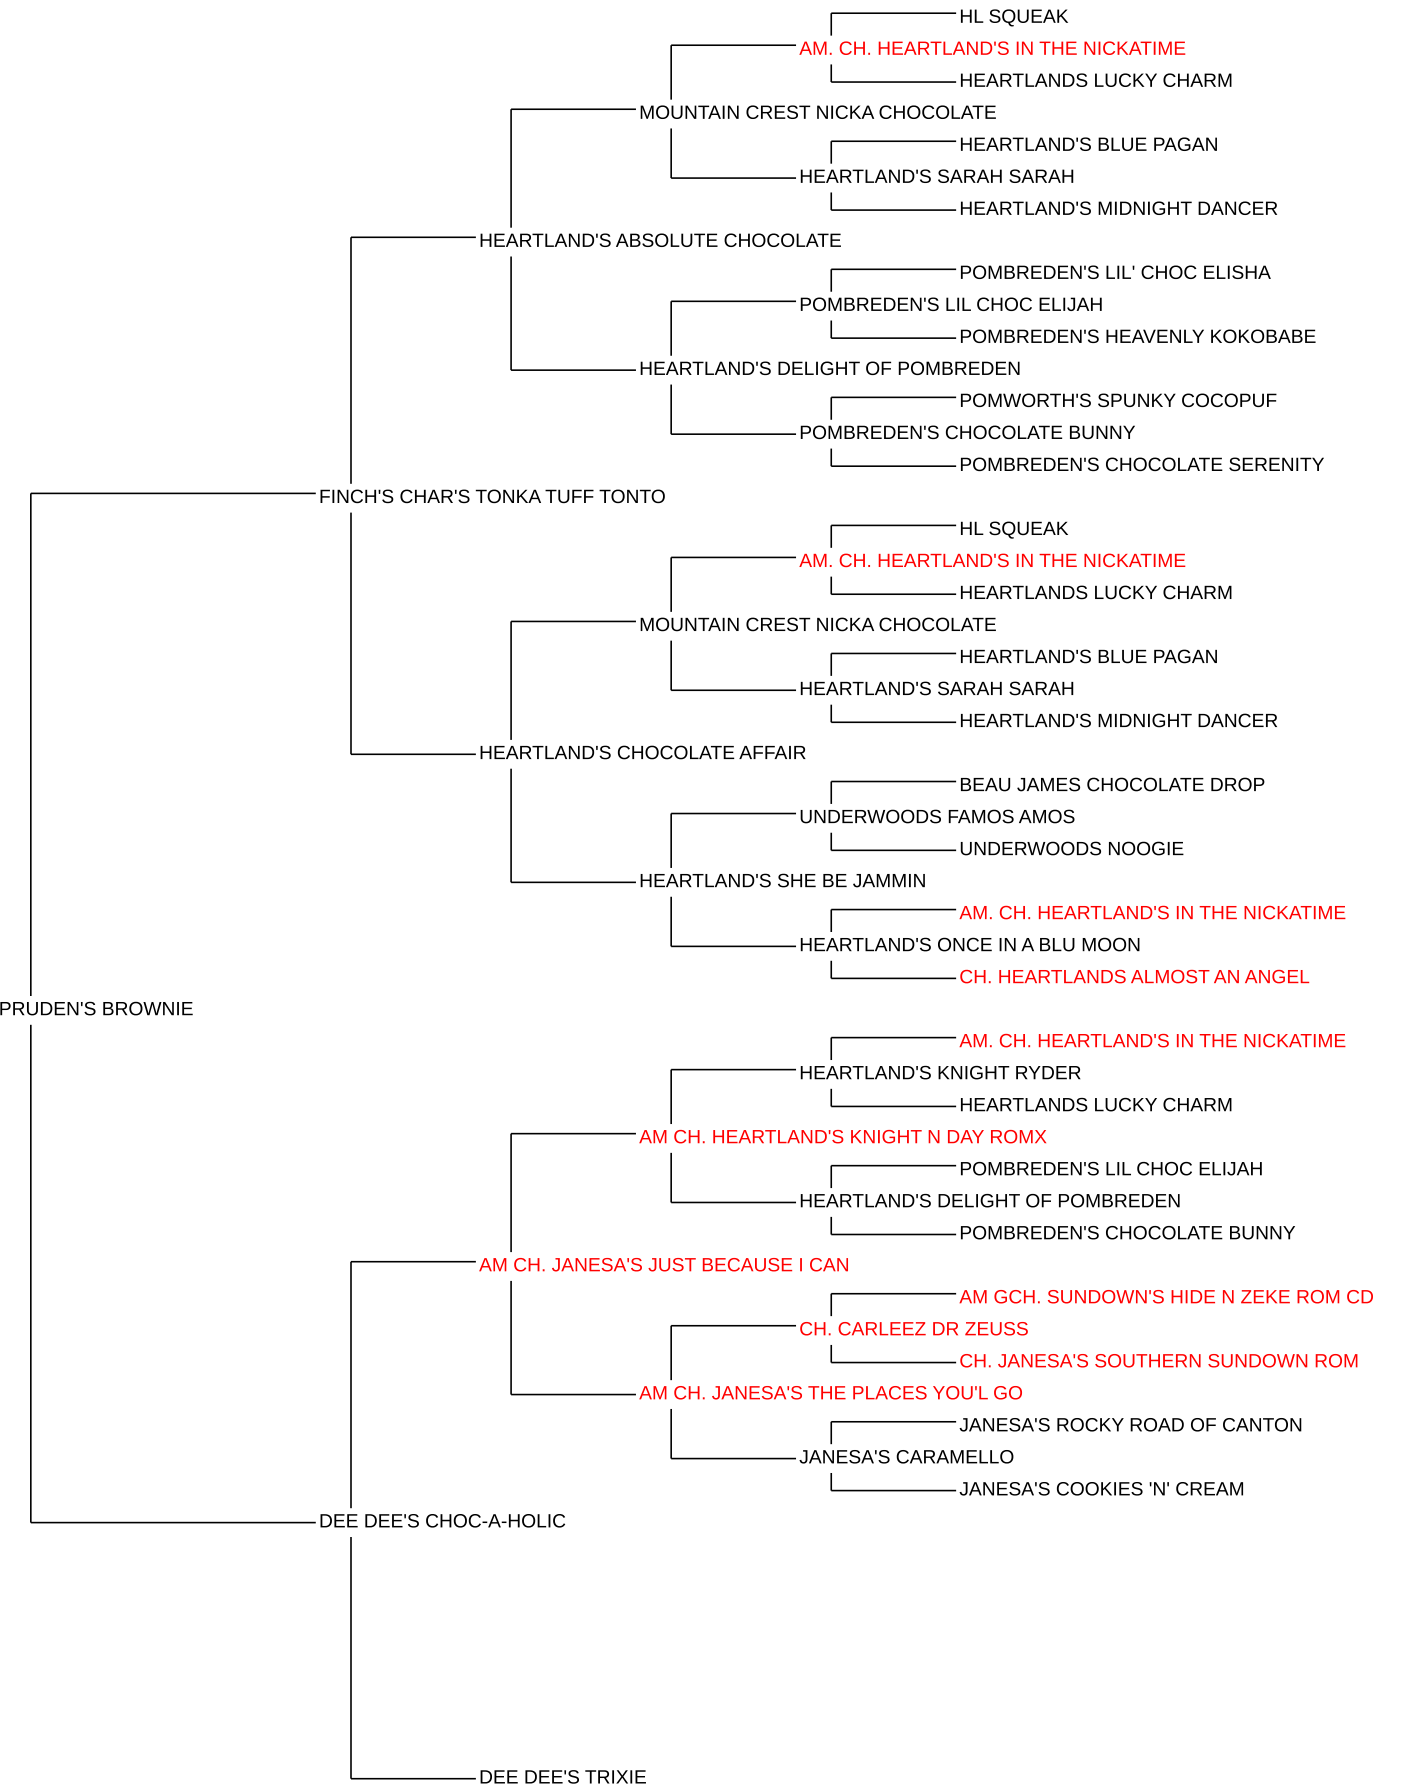 HL SQUEAK
AM. CH. HEARTLAND'S IN THE NICKATIME
HEARTLANDS LUCKY CHARM
MOUNTAIN CREST NICKA CHOCOLATE
HEARTLAND'S BLUE PAGAN
HEARTLAND'S SARAH SARAH
HEARTLAND'S MIDNIGHT DANCER
HEARTLAND'S ABSOLUTE CHOCOLATE
POMBREDEN'S LIL' CHOC ELISHA
POMBREDEN'S LIL CHOC ELIJAH
POMBREDEN'S HEAVENLY KOKOBABE
HEARTLAND'S DELIGHT OF POMBREDEN
POMWORTH'S SPUNKY COCOPUF
POMBREDEN'S CHOCOLATE BUNNY
POMBREDEN'S CHOCOLATE SERENITY
FINCH'S CHAR'S TONKA TUFF TONTO
HL SQUEAK
AM. CH. HEARTLAND'S IN THE NICKATIME
HEARTLANDS LUCKY CHARM
MOUNTAIN CREST NICKA CHOCOLATE
HEARTLAND'S BLUE PAGAN
HEARTLAND'S SARAH SARAH
HEARTLAND'S MIDNIGHT DANCER
HEARTLAND'S CHOCOLATE AFFAIR
BEAU JAMES CHOCOLATE DROP
UNDERWOODS FAMOS AMOS
UNDERWOODS NOOGIE
HEARTLAND'S SHE BE JAMMIN
AM. CH. HEARTLAND'S IN THE NICKATIME
HEARTLAND'S ONCE IN A BLU MOON
CH. HEARTLANDS ALMOST AN ANGEL
PRUDEN'S BROWNIE
AM. CH. HEARTLAND'S IN THE NICKATIME
HEARTLAND'S KNIGHT RYDER
HEARTLANDS LUCKY CHARM
AM CH. HEARTLAND'S KNIGHT N DAY ROMX
POMBREDEN'S LIL CHOC ELIJAH
HEARTLAND'S DELIGHT OF POMBREDEN
POMBREDEN'S CHOCOLATE BUNNY
AM CH. JANESA'S JUST BECAUSE I CAN
AM GCH. SUNDOWN'S HIDE N ZEKE ROM CD
CH. CARLEEZ DR ZEUSS
CH. JANESA'S SOUTHERN SUNDOWN ROM
AM CH. JANESA'S THE PLACES YOU'L GO
JANESA'S ROCKY ROAD OF CANTON
JANESA'S CARAMELLO
JANESA'S COOKIES 'N' CREAM
DEE DEE'S CHOC-A-HOLIC
DEE DEE'S TRIXIE